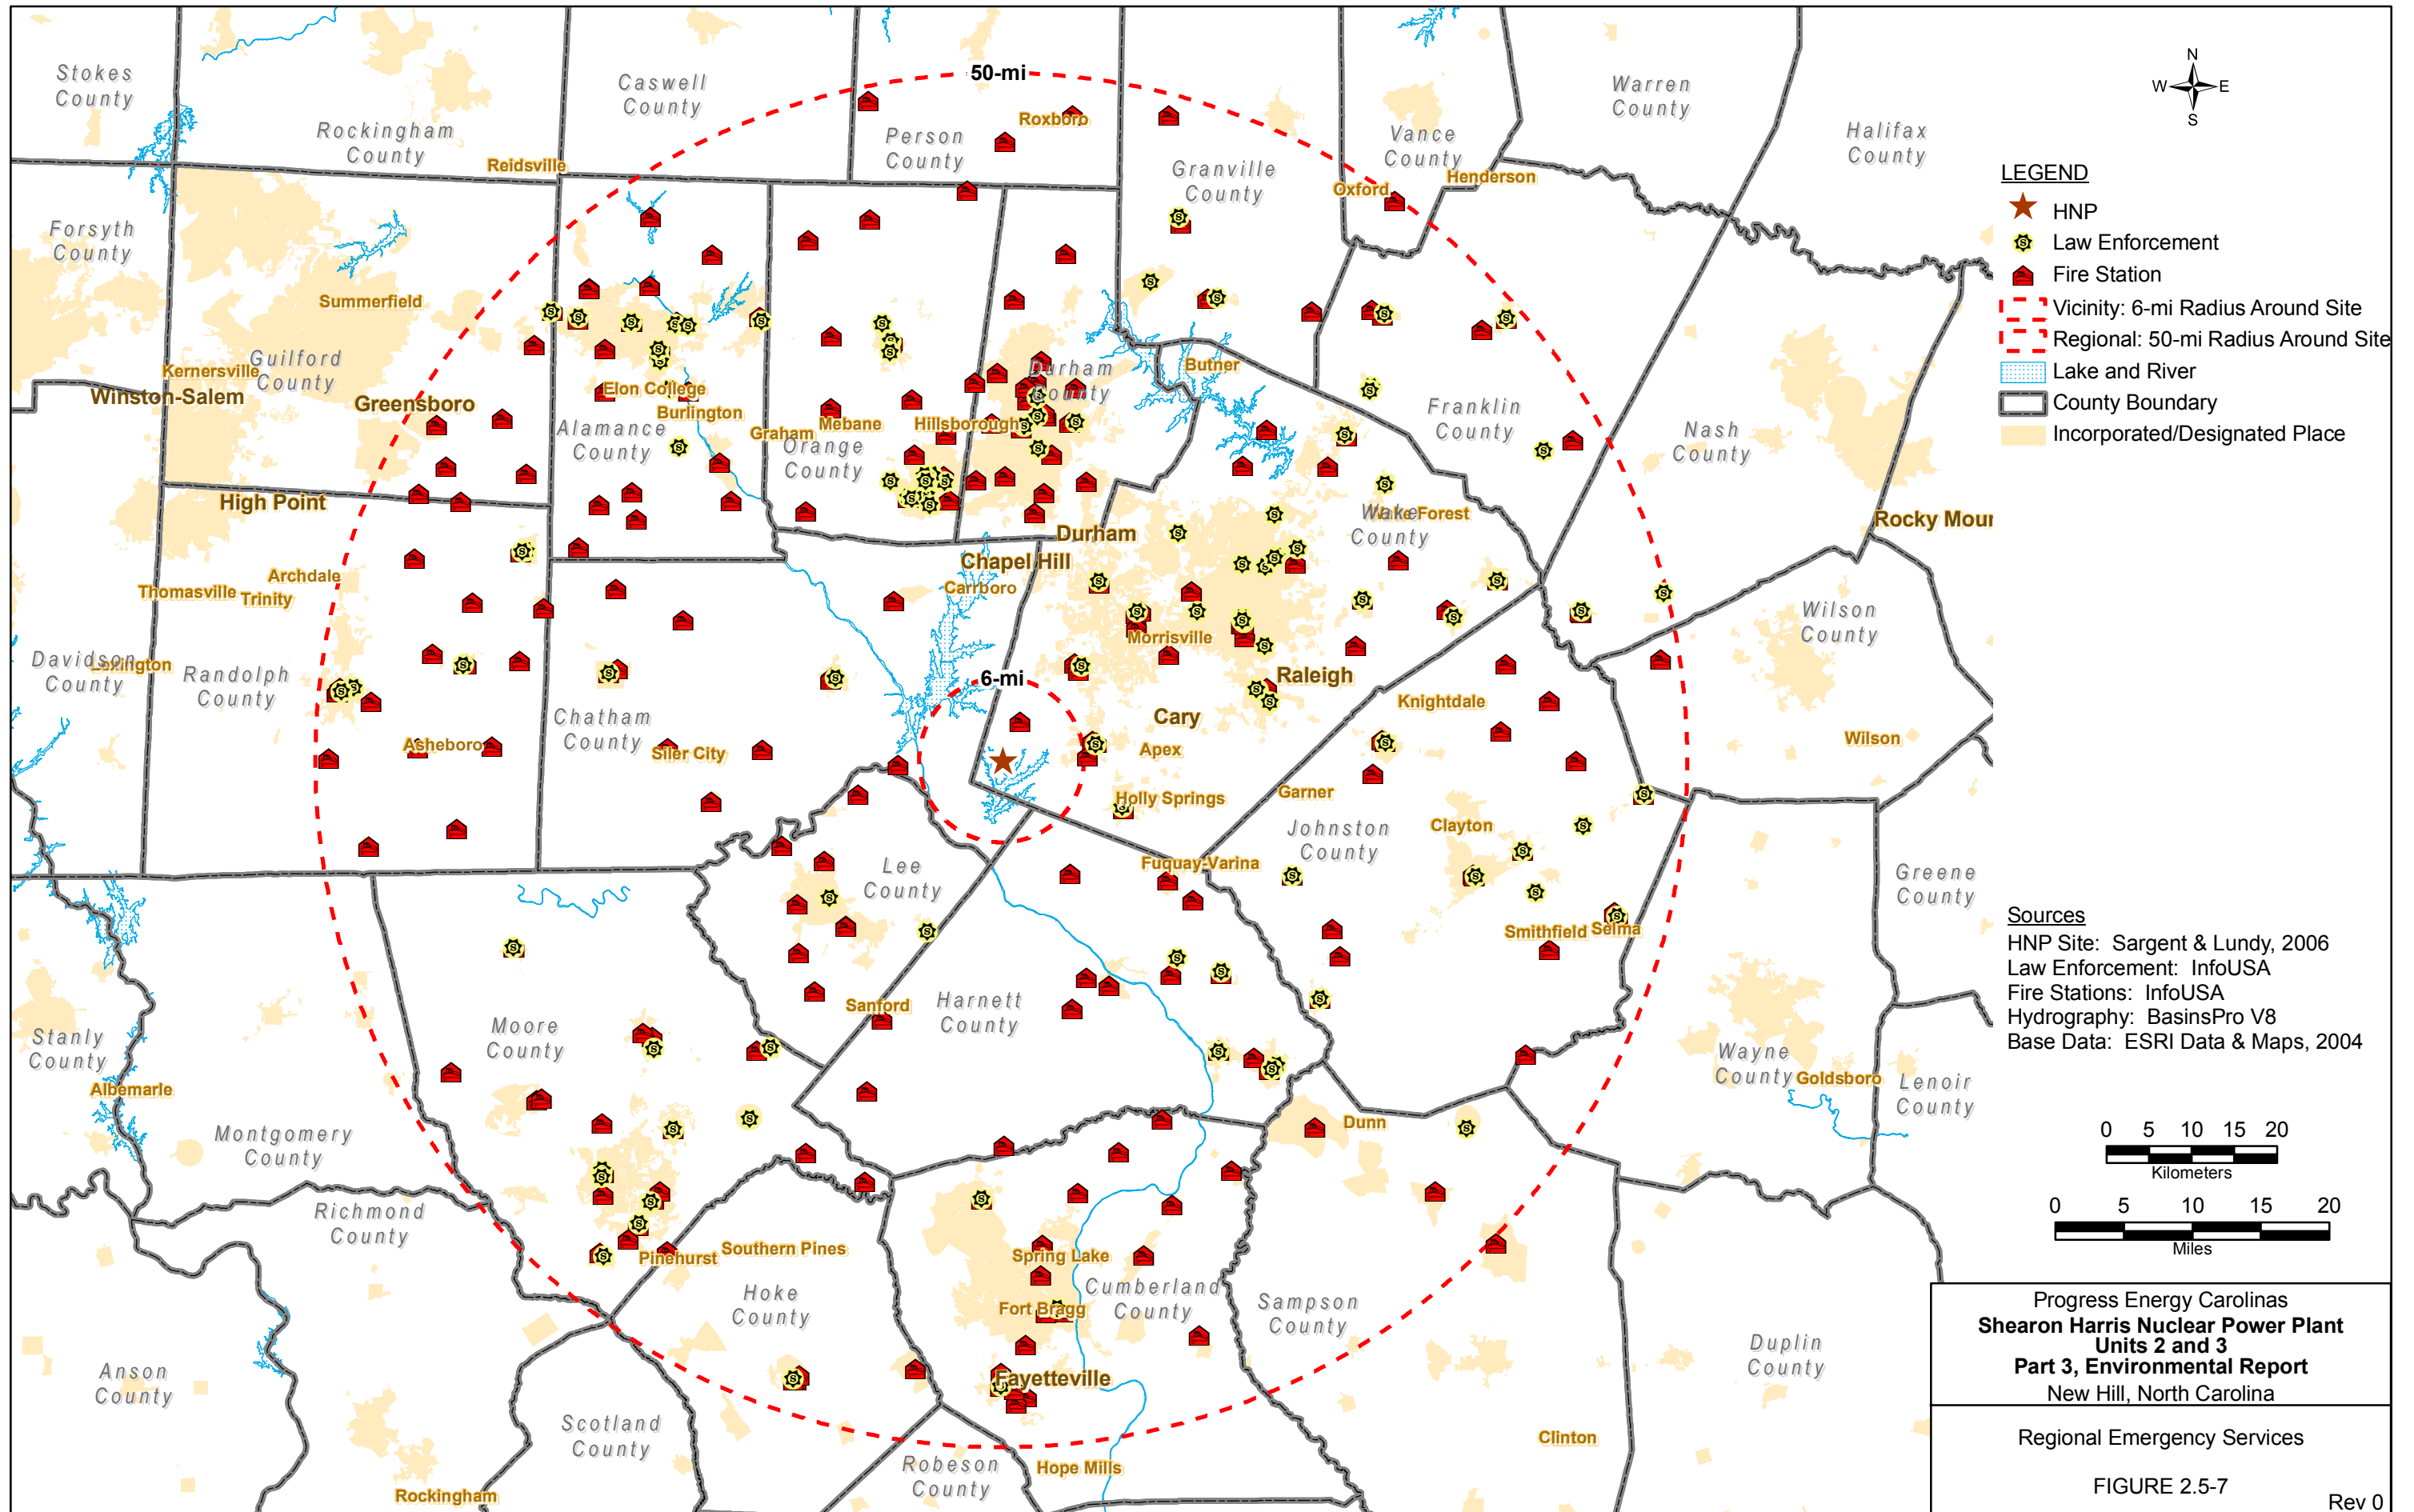 50-mi
Stokes
County
Caswell
County
Warren
County
N
W
E
S
Rockingham
County
Roxboro
Person
County
Vance
County
Halifax
County
Reidsville
Granville
County
Oxford
Henderson
LEGEND
HNP
Law Enforcement
Fire Station
Vicinity: 6-mi Radius Around Site
Regional: 50-mi Radius Around Site
Lake and River
County Boundary
Incorporated/Designated Place
Forsyth
County
Summerfield
Guilford
County
Kernersville
Winston-Salem
Greensboro
Elon College
Burlington
Alamance
County
Graham
Mebane
Orange
County
Hillsborough
Durham
County
Butner
Franklin
County
Nash
County
High Point
Durham
Chapel Hill
Carrboro
Wake
County
Wake Forest
Rocky Moun
Archdale
Thomasville
Trinity
Wilson
County
Morrisville
Davidson
County
Lexington
Randolph
County
6-mi
Raleigh
Knightdale
Cary
Chatham
County
Asheboro
Siler City
Apex
Wilson
Holly Springs
Garner
Johnston
County
Clayton
Lee
County
Fuquay-Varina
Greene
County
Smithfield
Selma
Sources
HNP Site: Sargent & Lundy, 2006
Law Enforcement: InfoUSA
Fire Stations: InfoUSA
Hydrography: BasinsPro V8
Base Data: ESRI Data & Maps, 2004
Sanford
Harnett
County
Moore
County
Stanly
County
Albemarle
Wayne
County
Goldsboro
Lenoir
County
Dunn
Montgomery
County
0 5 10 15 20
Kilometers
0 5 10 15 20
Miles
Richmond
County
Pinehurst
Southern Pines
Spring Lake
Hoke
County
Fort Bragg
Cumberland
County
Sampson
County
Duplin
County
Anson
County
Fayetteville
Scotland
County
Robeson
County
Hope Mills
Clinton
Rockingham
Progress Energy Carolinas
Shearon Harris Nuclear Power Plant
Units 2 and 3
Part 3, Environmental Report
New Hill, North Carolina
Regional Emergency Services
FIGURE 2.5-7
Rev 0